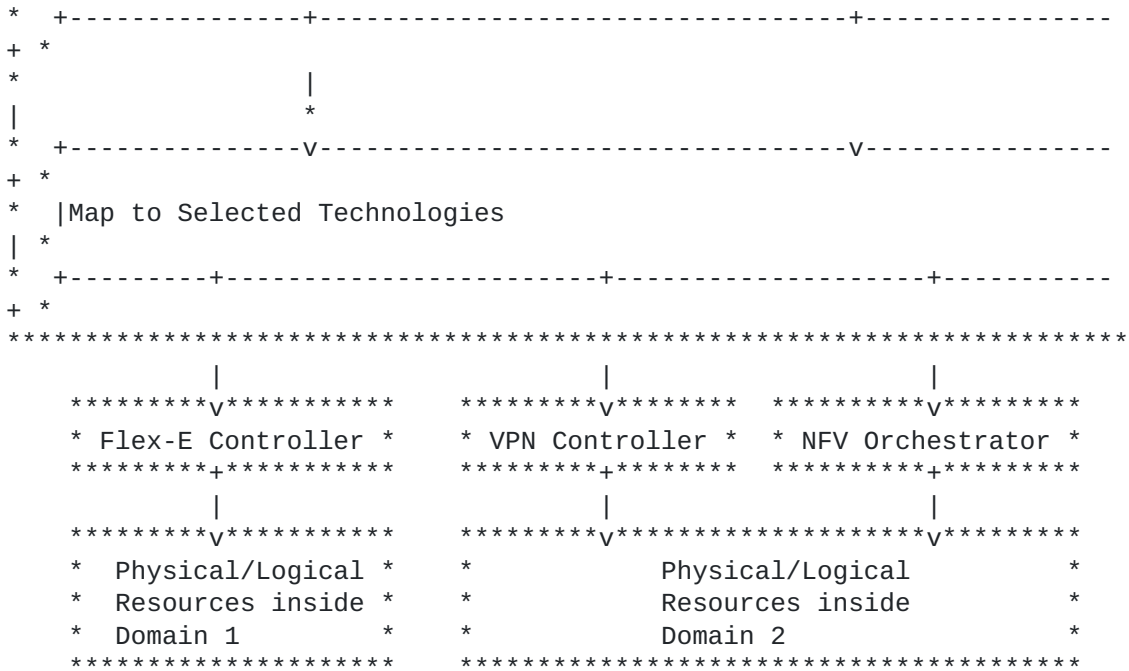 *  +---------------+----------------------------------+----------------
+ *
*                  |
|                  *
*  +---------------v----------------------------------v----------------
+ *
*  |Map to Selected Technologies
| *
*  +---------+------------------------+--------------------+-----------
+ *
************************************************************************
             |                        |                    |
    *********v***********    *********v********  **********v*********
    * Flex-E Controller *    * VPN Controller *  * NFV Orchestrator *
    *********+***********    *********+********  **********+*********
             |                        |                    |
    *********v***********    *********v********************v*********
    *  Physical/Logical *    *            Physical/Logical          *
    *  Resources inside *    *            Resources inside          *
    *  Domain 1         *    *            Domain 2                  *
    *********************    ****************************************